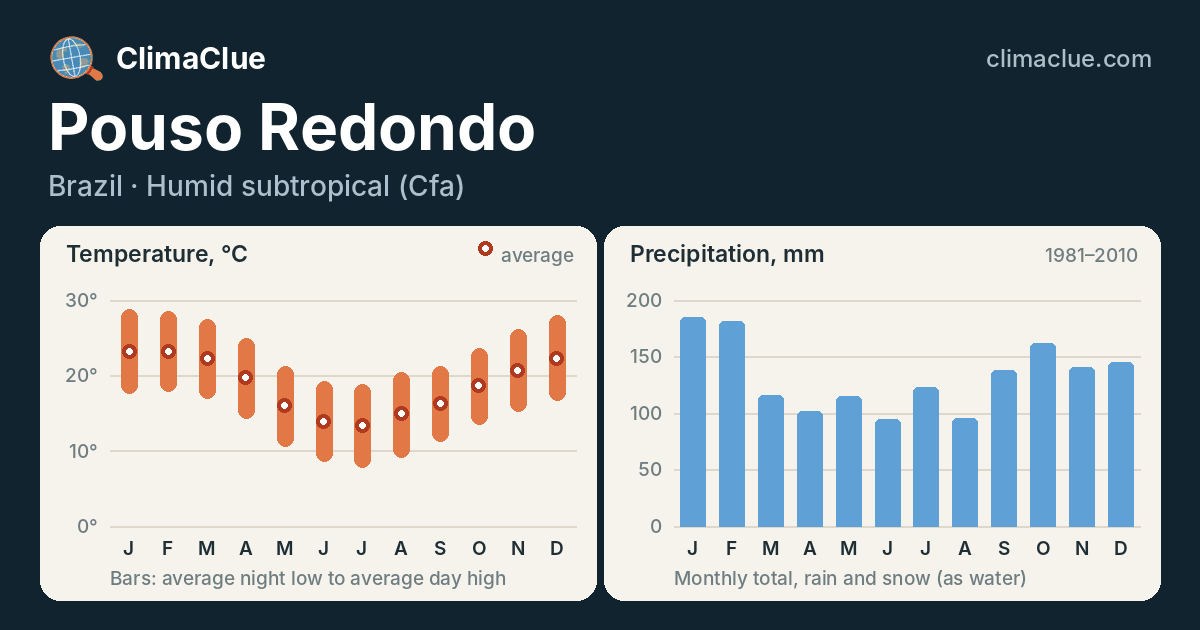 ClimaClue
climaclue.com
Pouso Redondo
Brazil · Humid subtropical (Cfa)
Temperature, °C
average
30°
20°
10°
0°
J F M A M J J A S O N D
Bars: average night low to average day high
Precipitation, mm
1981–2010
200
150
100
50
0
J F M A M J J A S O N D
Monthly total, rain and snow (as water)